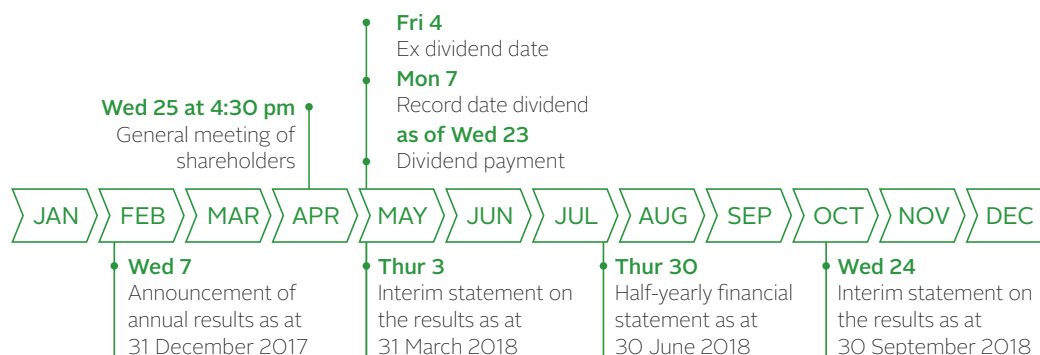 Fri 4
Ex dividend date
Mon 7
Record date dividend
Wed 25 at 4:30 pm
General meeting of
shareholders
as of Wed 23
Dividend payment
JAN FEB MAR APR MAY JUN JUL AUG SEP OCT NOV DEC
Wed 7
Announcement of
annual results as at
31 December 2017
Thur 3
Interim statement on
the results as at
31 March 2018
Thur 30
Half-yearly financial
statement as at
30 June 2018
Wed 24
Interim statement on
the results as at
30 September 2018